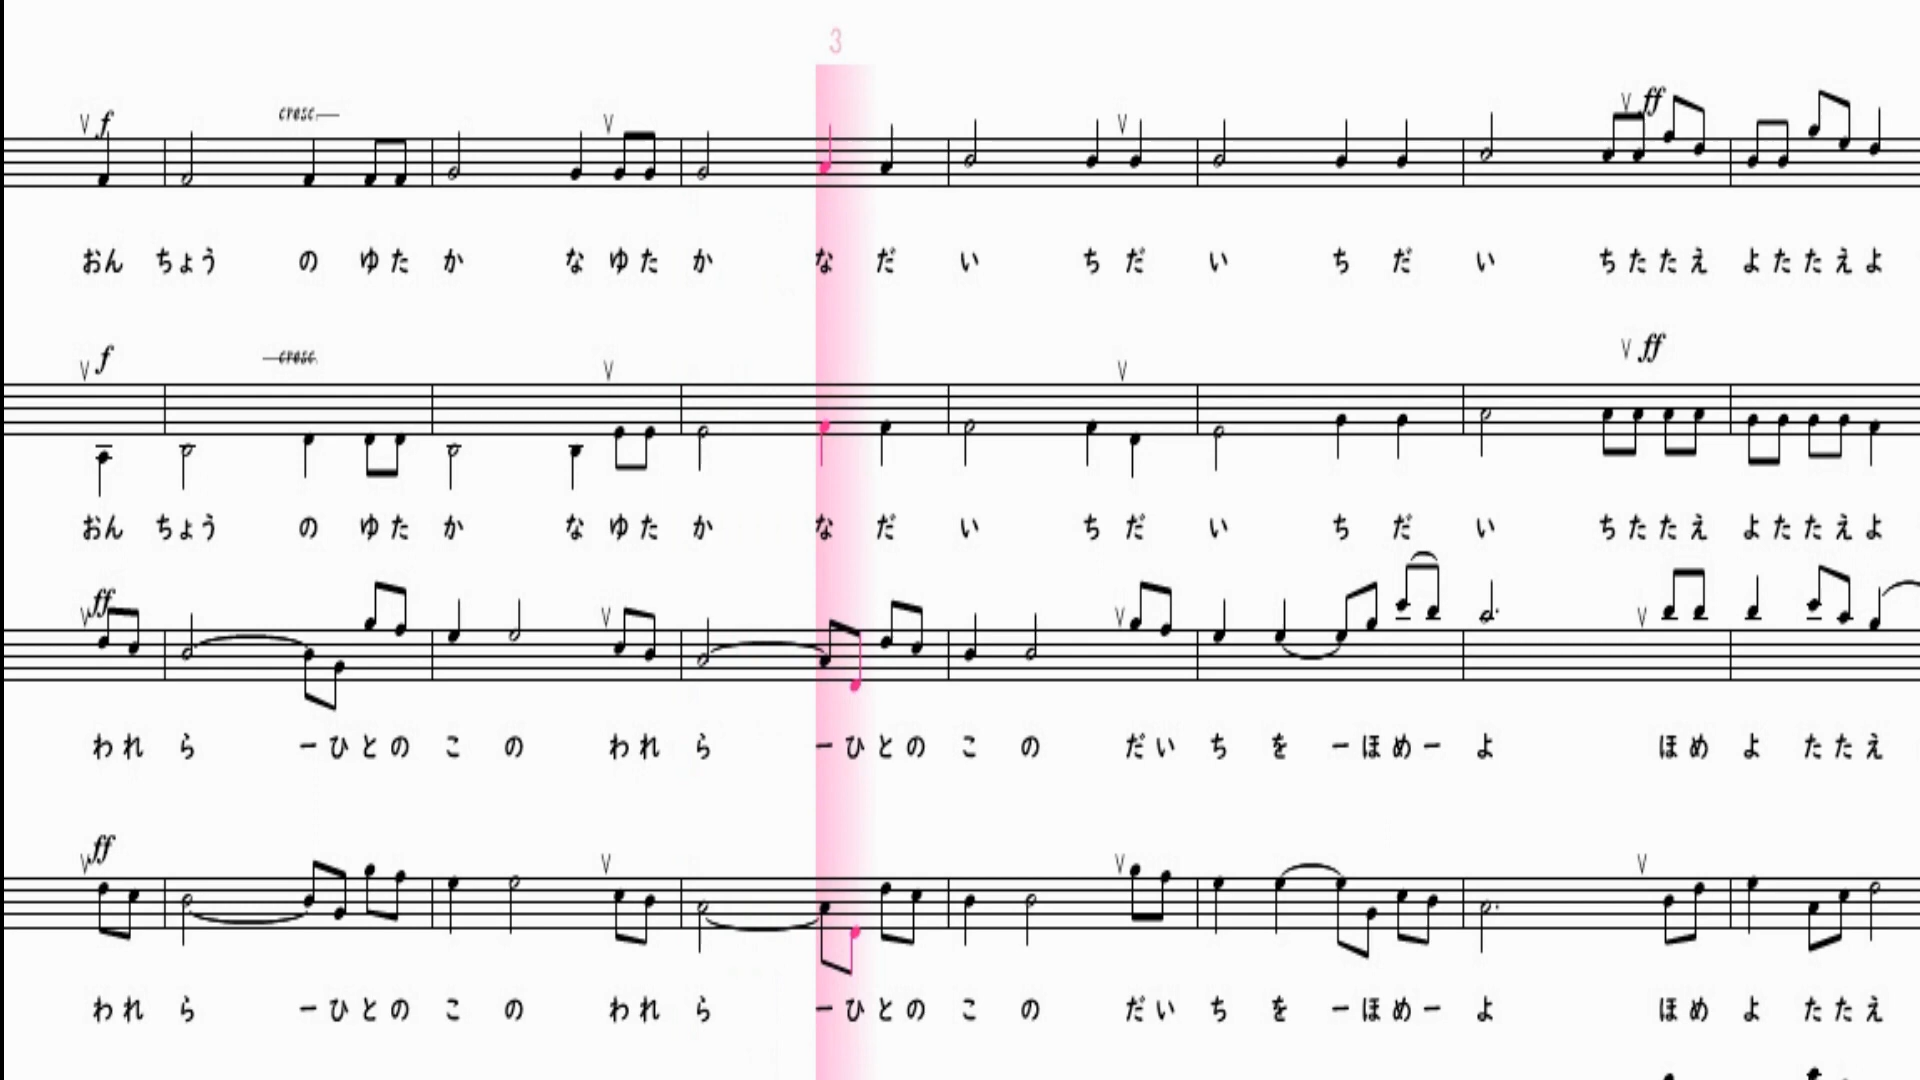 3
cresc.
f
ff
おん ちょう の ゆ た か な ゆ た か な だ い ち だ い ち だ い ち た た え よ た た え よ
f
cresc.
ff
おん ちょう の ゆ た か な ゆ た か な だ い ち だ い ち だ い ち た た え よ た た え よ
ff
わ れ ら ー ひ と の こ の わ れ ら ー ひ と の こ の だ い ち を ー ほ め ー よ ほ め よ た た え
ff
わ れ ら ー ひ と の こ の わ れ ら ー ひ と の こ の だ い ち を ー ほ め ー よ ほ め よ た た え